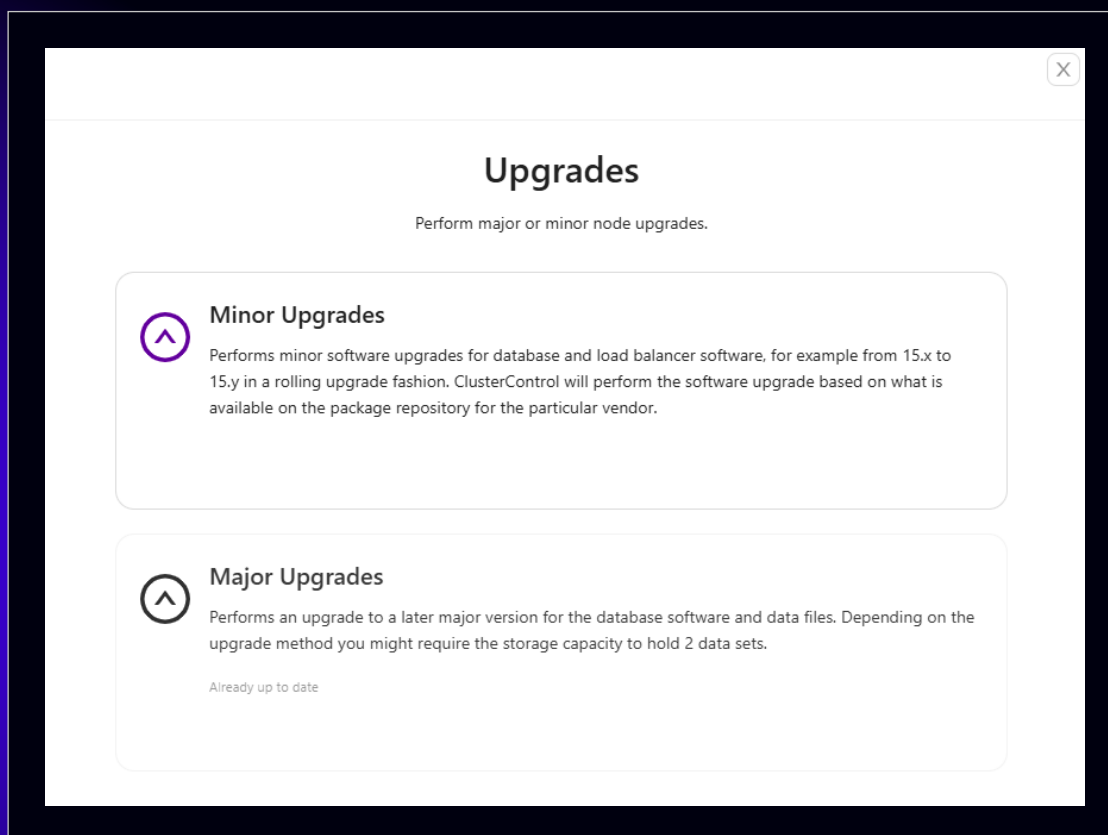 X
Upgrades
Perform major or minor node upgrades.
Minor Upgrades
Performs minor software upgrades for database and load balancer software, for example from 15.x to
15.y in a rolling upgrade fashion. ClusterControl will perform the software upgrade based on what is
available on the package repository for the particular vendor.
Major Upgrades
Performs an upgrade to a later major version for the database software and data files. Depending on the
upgrade method you might require the storage capacity to hold 2 data sets.
Already up to date